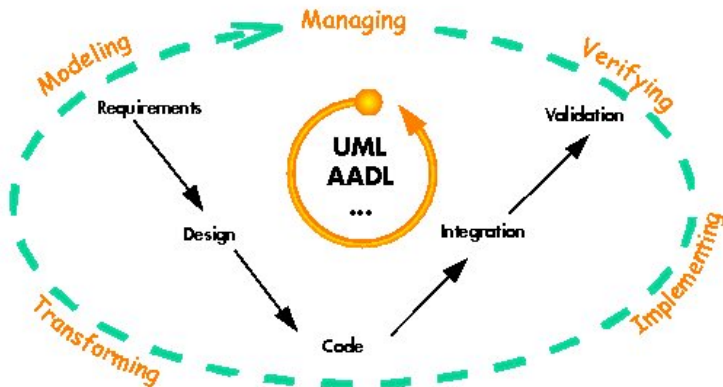 Managing
Modeling
Verifying
Requirements
Validation
UML
AADL
...
Design
Integration
Implementing
Transforming
Code